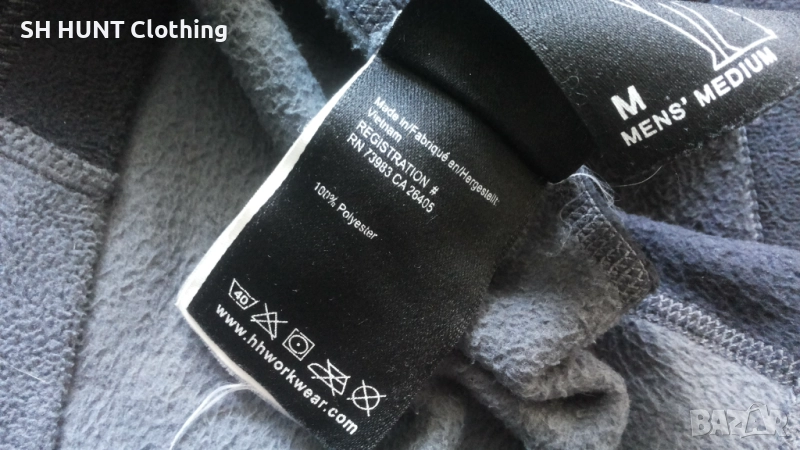 SH HUNT Clothing
M
MENS' MEDIUM
Made in/Fabriqué en/Hergestellt:
Vietnam
REGISTRATION #
RN 73983 CA 26405
100% Polyester
40
www.hhworkwear.com
BAZAR